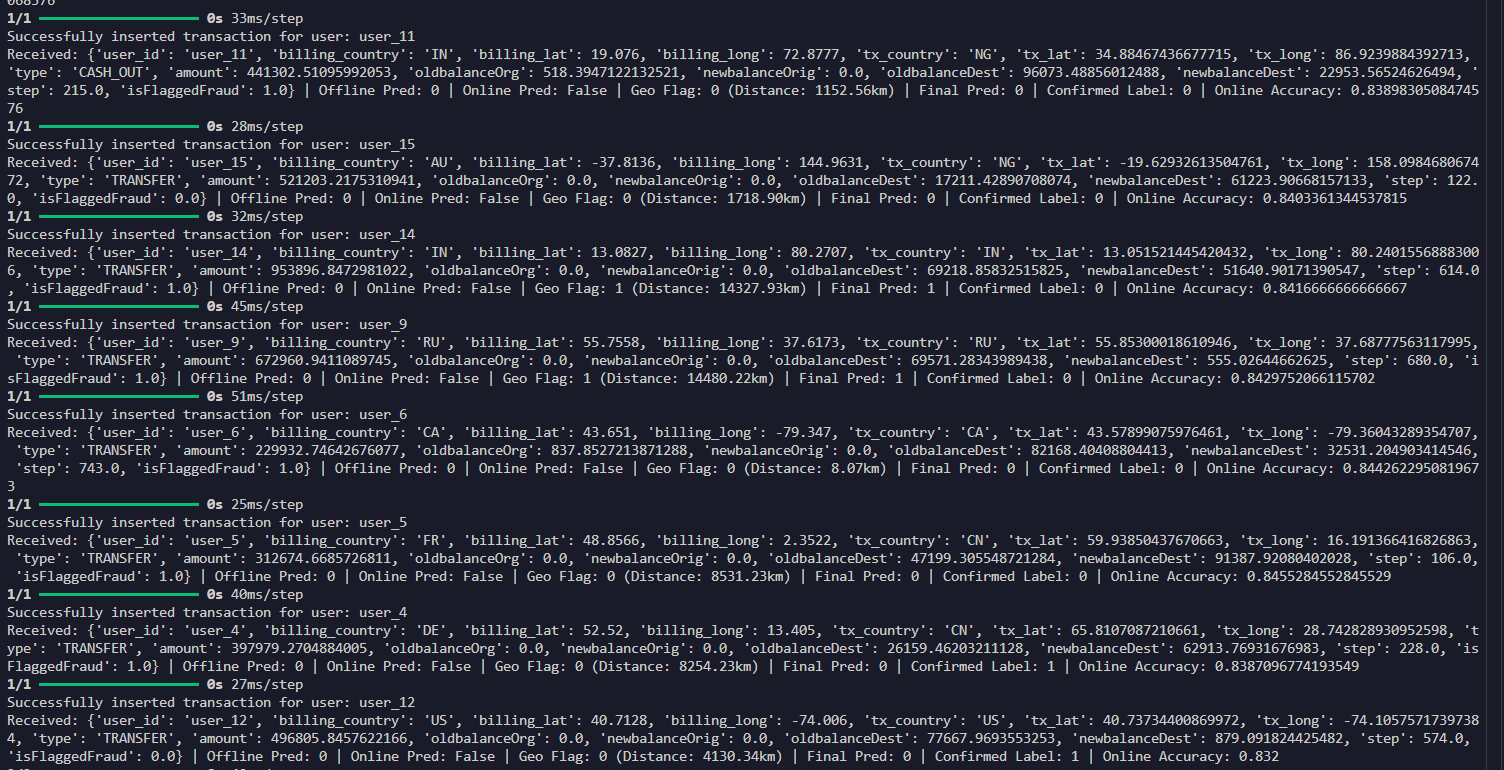 068376
1/1 ━━━━━━━━━━━━━━━━━━━━ 0s 33ms/step
Successfully inserted transaction for user: user_11
Received: {'user_id': 'user_11', 'billing_country': 'IN', 'billing_lat': 19.076, 'billing_long': 72.8777, 'tx_country': 'NG', 'tx_lat': 34.88467436677715, 'tx_long': 86.9239884392713,
'type': 'CASH_OUT', 'amount': 441302.51095992053, 'oldbalanceOrg': 518.3947122132521, 'newbalanceOrig': 0.0, 'oldbalanceDest': 96073.48856012488, 'newbalanceDest': 22953.56524626494, '
step': 215.0, 'isFlaggedFraud': 1.0} | Offline Pred: 0 | Online Pred: False | Geo Flag: 0 (Distance: 1152.56km) | Final Pred: 0 | Confirmed Label: 0 | Online Accuracy: 0.83898305084745
76
1/1 ━━━━━━━━━━━━━━━━━━━━ 0s 28ms/step
Successfully inserted transaction for user: user_15
Received: {'user_id': 'user_15', 'billing_country': 'AU', 'billing_lat': -37.8136, 'billing_long': 144.9631, 'tx_country': 'NG', 'tx_lat': -19.62932613504761, 'tx_long': 158.0984680674
72, 'type': 'TRANSFER', 'amount': 521203.2175310941, 'oldbalanceOrg': 0.0, 'newbalanceOrig': 0.0, 'oldbalanceDest': 17211.42890708074, 'newbalanceDest': 61223.90668157133, 'step': 122.
0, 'isFlaggedFraud': 0.0} | Offline Pred: 0 | Online Pred: False | Geo Flag: 0 (Distance: 1718.90km) | Final Pred: 0 | Confirmed Label: 0 | Online Accuracy: 0.8403361344537815
1/1 ━━━━━━━━━━━━━━━━━━━━ 0s 32ms/step
Successfully inserted transaction for user: user_14
Received: {'user_id': 'user_14', 'billing_country': 'IN', 'billing_lat': 13.0827, 'billing_long': 80.2707, 'tx_country': 'IN', 'tx_lat': 13.051521445420432, 'tx_long': 80.2401556888300
6, 'type': 'TRANSFER', 'amount': 953896.8472981022, 'oldbalanceOrg': 0.0, 'newbalanceOrig': 0.0, 'oldbalanceDest': 69218.85832515825, 'newbalanceDest': 51640.90171390547, 'step': 614.0
, 'isFlaggedFraud': 1.0} | Offline Pred: 0 | Online Pred: False | Geo Flag: 1 (Distance: 14327.93km) | Final Pred: 1 | Confirmed Label: 0 | Online Accuracy: 0.8416666666666667
1/1 ━━━━━━━━━━━━━━━━━━━━ 0s 45ms/step
Successfully inserted transaction for user: user_9
Received: {'user_id': 'user_9', 'billing_country': 'RU', 'billing_lat': 55.7558, 'billing_long': 37.6173, 'tx_country': 'RU', 'tx_lat': 55.85300018610946, 'tx_long': 37.68777563117995,
'type': 'TRANSFER', 'amount': 672960.9411089745, 'oldbalanceOrg': 0.0, 'newbalanceOrig': 0.0, 'oldbalanceDest': 69571.28343989438, 'newbalanceDest': 555.02644662625, 'step': 680.0, 'i
sFlaggedFraud': 1.0} | Offline Pred: 0 | Online Pred: False | Geo Flag: 1 (Distance: 14480.22km) | Final Pred: 1 | Confirmed Label: 0 | Online Accuracy: 0.8429752066115702
1/1 ━━━━━━━━━━━━━━━━━━━━ 0s 51ms/step
Successfully inserted transaction for user: user_6
Received: {'user_id': 'user_6', 'billing_country': 'CA', 'billing_lat': 43.651, 'billing_long': -79.347, 'tx_country': 'CA', 'tx_lat': 43.57899075976461, 'tx_long': -79.36043289354707,
'type': 'TRANSFER', 'amount': 229932.74642676077, 'oldbalanceOrg': 837.8527213871288, 'newbalanceOrig': 0.0, 'oldbalanceDest': 82168.40408804413, 'newbalanceDest': 32531.204903414546,
'step': 743.0, 'isFlaggedFraud': 1.0} | Offline Pred: 0 | Online Pred: False | Geo Flag: 0 (Distance: 8.07km) | Final Pred: 0 | Confirmed Label: 0 | Online Accuracy: 0.844262295081967
3
1/1 ━━━━━━━━━━━━━━━━━━━━ 0s 25ms/step
Successfully inserted transaction for user: user_5
Received: {'user_id': 'user_5', 'billing_country': 'FR', 'billing_lat': 48.8566, 'billing_long': 2.3522, 'tx_country': 'CN', 'tx_lat': 59.93850437670663, 'tx_long': 16.191366416826863,
'type': 'TRANSFER', 'amount': 312674.6685726811, 'oldbalanceOrg': 0.0, 'newbalanceOrig': 0.0, 'oldbalanceDest': 47199.305548721284, 'newbalanceDest': 91387.92080402028, 'step': 106.0,
'isFlaggedFraud': 1.0} | Offline Pred: 0 | Online Pred: False | Geo Flag: 0 (Distance: 8531.23km) | Final Pred: 0 | Confirmed Label: 0 | Online Accuracy: 0.8455284552845529
1/1 ━━━━━━━━━━━━━━━━━━━━ 0s 40ms/step
Successfully inserted transaction for user: user_4
Received: {'user_id': 'user_4', 'billing_country': 'DE', 'billing_lat': 52.52, 'billing_long': 13.405, 'tx_country': 'CN', 'tx_lat': 65.8107087210661, 'tx_long': 28.742828930952598, 't
ype': 'TRANSFER', 'amount': 397979.2704884005, 'oldbalanceOrg': 0.0, 'newbalanceOrig': 0.0, 'oldbalanceDest': 26159.46203211128, 'newbalanceDest': 62913.76931676983, 'step': 228.0, 'is
FlaggedFraud': 1.0} | Offline Pred: 0 | Online Pred: False | Geo Flag: 0 (Distance: 8254.23km) | Final Pred: 0 | Confirmed Label: 1 | Online Accuracy: 0.8387096774193549
1/1 ━━━━━━━━━━━━━━━━━━━━ 0s 27ms/step
Successfully inserted transaction for user: user_12
Received: {'user_id': 'user_12', 'billing_country': 'US', 'billing_lat': 40.7128, 'billing_long': -74.006, 'tx_country': 'US', 'tx_lat': 40.73734400869972, 'tx_long': -74.1057571739738
4, 'type': 'TRANSFER', 'amount': 496805.8457622166, 'oldbalanceOrg': 0.0, 'newbalanceOrig': 0.0, 'oldbalanceDest': 77667.9693553253, 'newbalanceDest': 879.091824425482, 'step': 574.0,
'isFlaggedFraud': 0.0} | Offline Pred: 0 | Online Pred: False | Geo Flag: 0 (Distance: 4130.34km) | Final Pred: 0 | Confirmed Label: 1 | Online Accuracy: 0.832